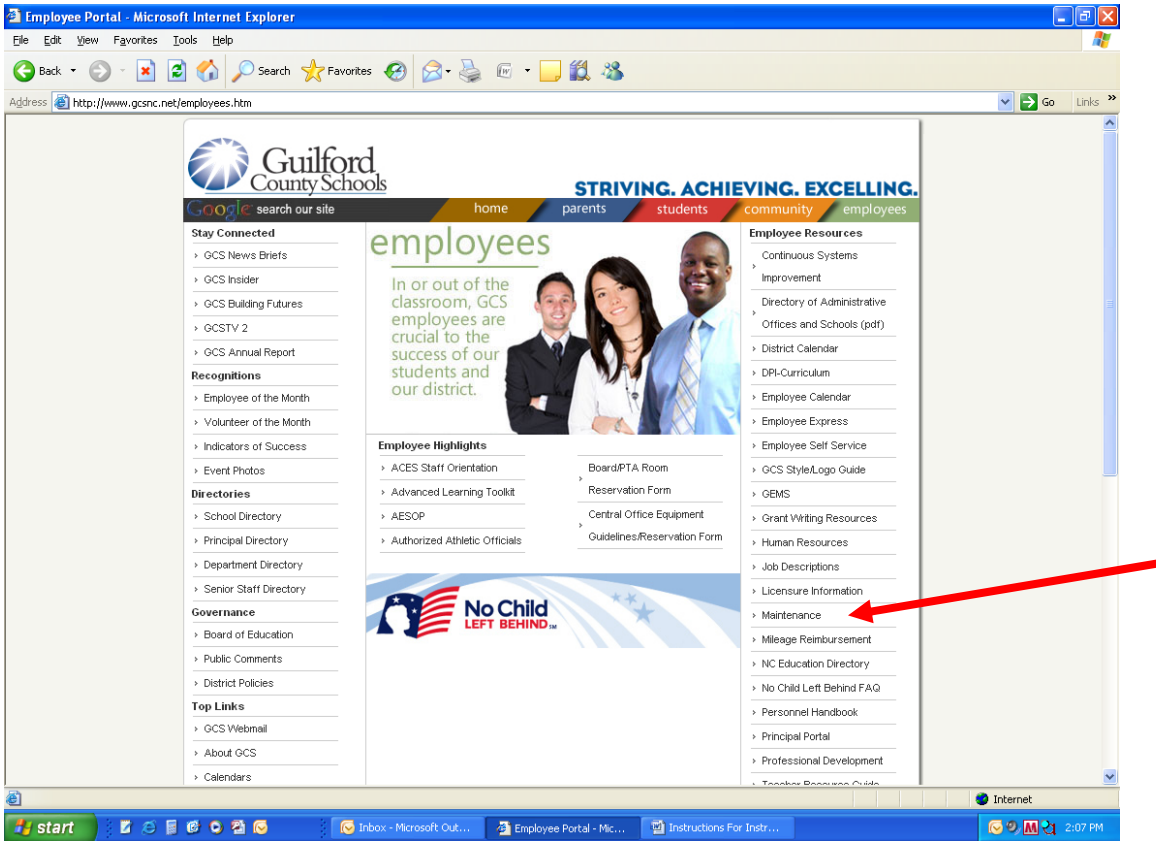 Employee Portal - Microsoft Internet Explorer
File Edit View Favorites Tools Help
Back Search Favorites
Address http://www.gcsnc.net/employees.htm Go Links »
Guilford
County Schools
STRIVING. ACHIEVING. EXCELLING.
Google search our site home parents students community employees
Stay Connected
› GCS News Briefs
› GCS Insider
› GCS Building Futures
› GCSTV 2
› GCS Annual Report
Recognitions
› Employee of the Month
› Volunteer of the Month
› Indicators of Success
› Event Photos
Directories
› School Directory
› Principal Directory
› Department Directory
› Senior Staff Directory
Governance
› Board of Education
› Public Comments
› District Policies
Top Links
› GCS Webmail
› About GCS
› Calendars
employees
In or out of the
classroom, GCS
employees are
crucial to the
success of our
students and
our district.
Employee Highlights
› ACES Staff Orientation
› Advanced Learning Toolkit
› AESOP
› Authorized Athletic Officials
› Board/PTA Room
Reservation Form
› Central Office Equipment
Guidelines/Reservation Form
No Child
LEFT BEHIND SM
Employee Resources
› Continuous Systems
Improvement
› Directory of Administrative
Offices and Schools (pdf)
› District Calendar
› DPI-Curriculum
› Employee Calendar
› Employee Express
› Employee Self Service
› GCS Style/Logo Guide
› GEMS
› Grant Writing Resources
› Human Resources
› Job Descriptions
› Licensure Information
› Maintenance
› Mileage Reimbursement
› NC Education Directory
› No Child Left Behind FAQ
› Personnel Handbook
› Principal Portal
› Professional Development
› Teacher Resource Guide
Internet
start Inbox - Microsoft Out... Employee Portal - Mic... Instructions For Instr... 2:07 PM